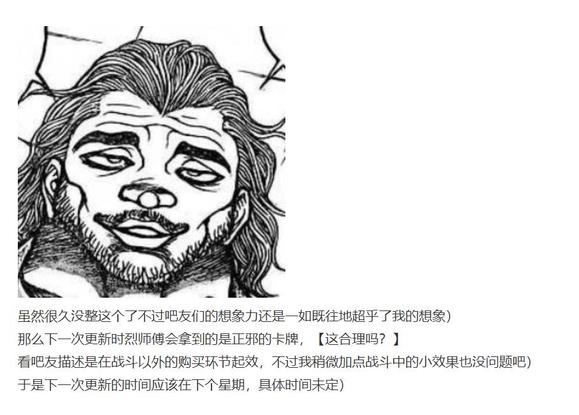 虽然很久没整这个了不过吧友们的想象力还是一如既往地超乎了我的想象）
那么下一次更新时烈师傅会拿到的是正邪的卡牌，【这合理吗？】
看吧友描述是在战斗以外的购买环节起效，不过我稍微加点战斗中的小效果也没问题吧）
于是下一次更新的时间应该在下个星期，具体时间未定）